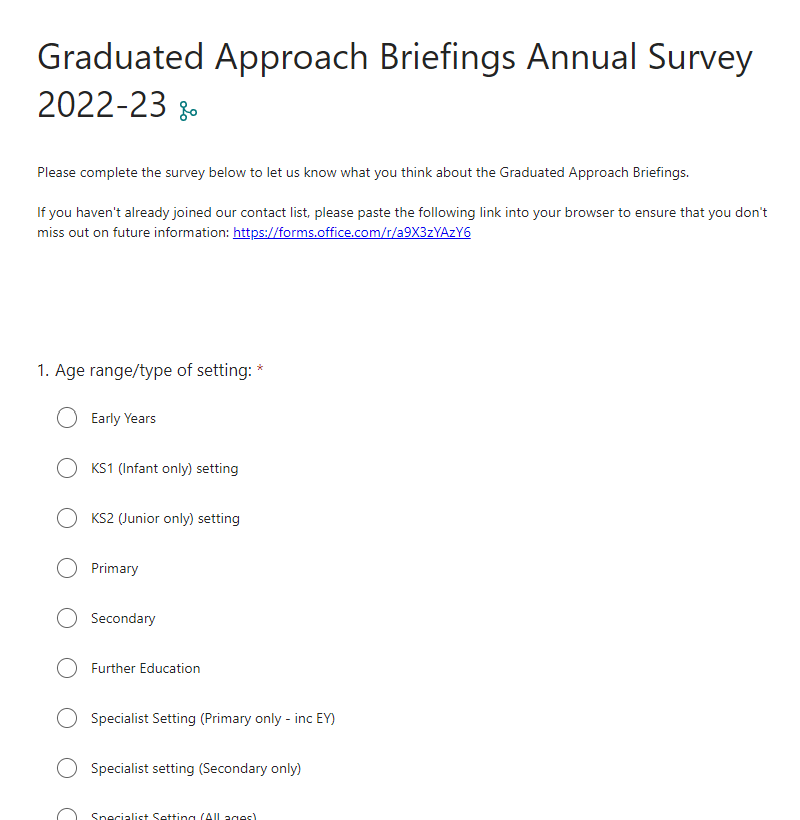 Graduated Approach Briefings Annual Survey
2022-23
Please complete the survey below to let us know what you think about the Graduated Approach Briefings.
If you haven't already joined our contact list, please paste the following link into your browser to ensure that you don't
miss out on future information: https://forms.office.com/r/a9X3zYAzY6
1. Age range/type of setting: *
Early Years
KS1 (Infant only) setting
KS2 (Junior only) setting
Primary
Secondary
Further Education
Specialist Setting (Primary only - inc EY)
Specialist setting (Secondary only)
Specialist Setting (All ages)